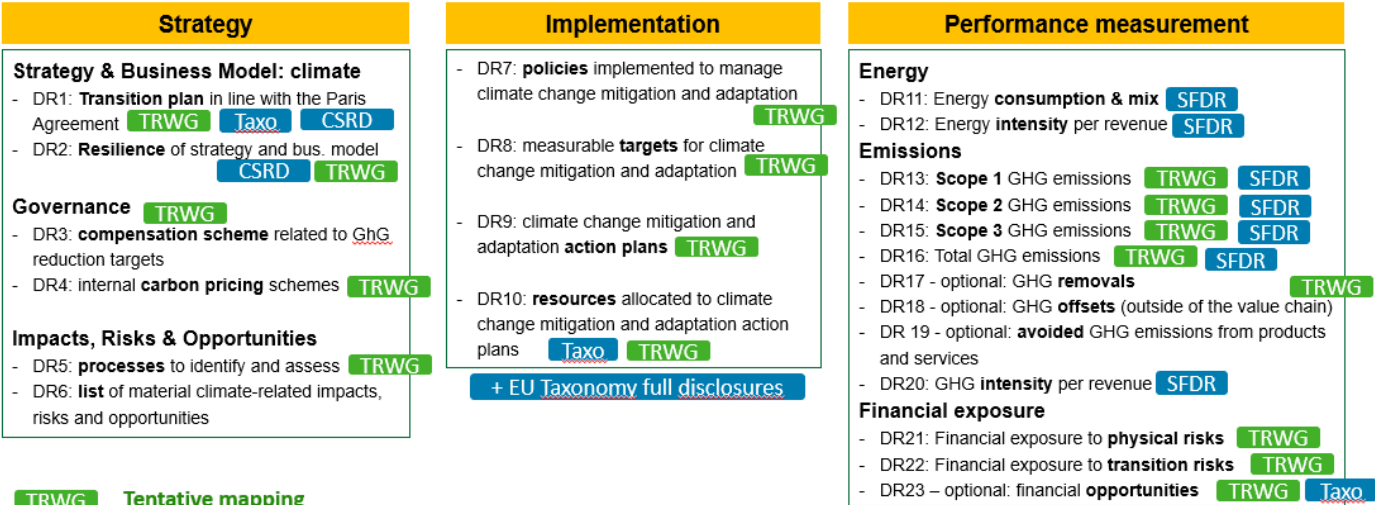 Strategy
Strategy & Business Model: climate
- DR1: Transition plan in line with the Paris
Agreement TRWG Taxo CSRD
- DR2: Resilience of strategy and bus. model
CSRD TRWG
Governance TRWG
- DR3: compensation scheme related to GhG
reduction targets
- DR4: internal carbon pricing schemes TRWG
Impacts, Risks & Opportunities
- DR5: processes to identify and assess TRWG
- DR6: list of material climate-related impacts,
risks and opportunities
TRWG Tentative mapping
Implementation
- DR7: policies implemented to manage
climate change mitigation and adaptation
TRWG
- DR8: measurable targets for climate
change mitigation and adaptation TRWG
- DR9: climate change mitigation and
adaptation action plans TRWG
- DR10: resources allocated to climate
change mitigation and adaptation action
plans Taxo TRWG
+ EU Taxonomy full disclosures
Performance measurement
Energy
- DR11: Energy consumption & mix SFDR
- DR12: Energy intensity per revenue SFDR
Emissions
- DR13: Scope 1 GHG emissions TRWG SFDR
- DR14: Scope 2 GHG emissions TRWG SFDR
- DR15: Scope 3 GHG emissions TRWG SFDR
- DR16: Total GHG emissions TRWG SFDR
- DR17 - optional: GHG removals TRWG
- DR18 - optional: GHG offsets (outside of the value chain)
- DR 19 - optional: avoided GHG emissions from products
and services
- DR20: GHG intensity per revenue SFDR
Financial exposure
- DR21: Financial exposure to physical risks TRWG
- DR22: Financial exposure to transition risks TRWG
- DR23 – optional: financial opportunities TRWG Taxo